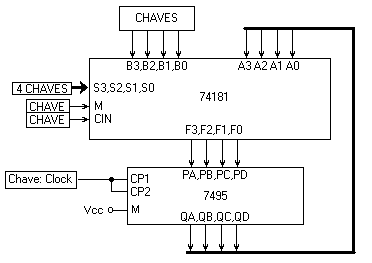 CHAVES
B3,B2,B1,B0
A3 A2 A1 A0
4 CHAVES
S3,S2,S1,S0
74181
CHAVE
M
CHAVE
CIN
F3,F2,F1,F0
Chave: Clock
CP1
PA,PB,PC,PD
CP2
7495
Vcc
M
QA,QB,QC,QD